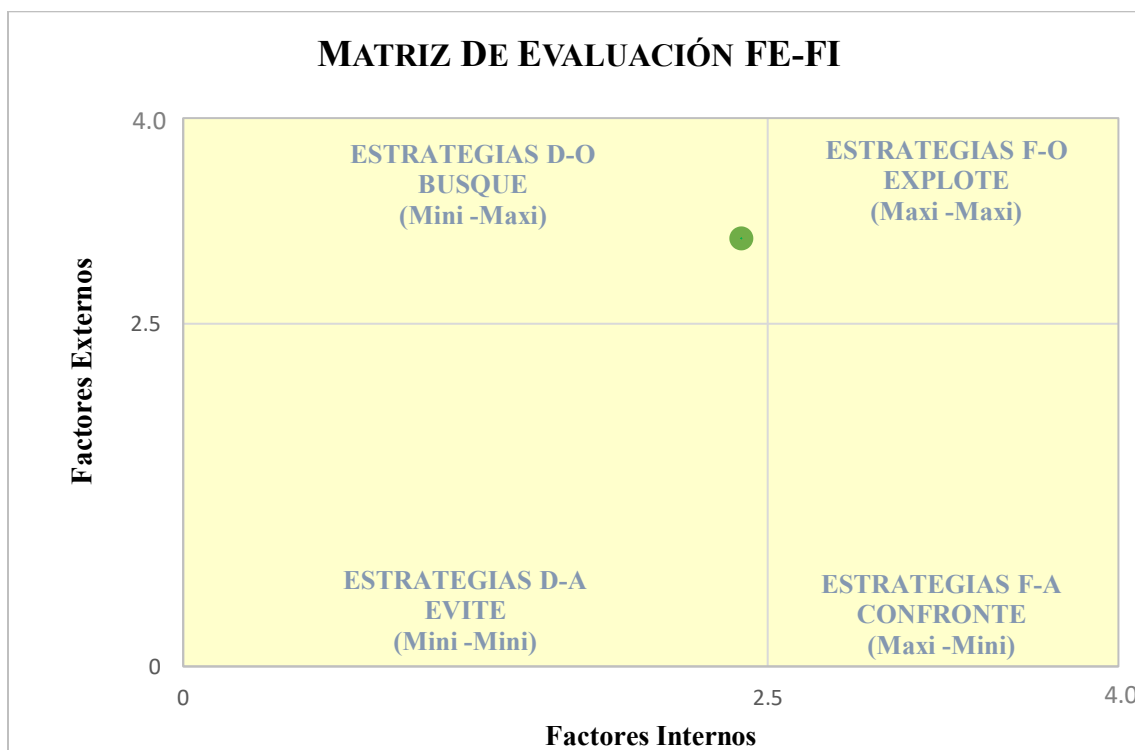 MATRIZ DE EVALUACIÓN FE-FI
4.0
ESTRATEGIAS D-O
BUSQUE
(Mini -Maxi)
ESTRATEGIAS F-O
EXPLOTE
(Maxi -Maxi)
Factores Externos
2.5
ESTRATEGIAS D-A
EVITE
(Mini -Mini)
ESTRATEGIAS F-A
CONFRONTE
(Maxi -Mini)
0
0
2.5
4.0
Factores Internos